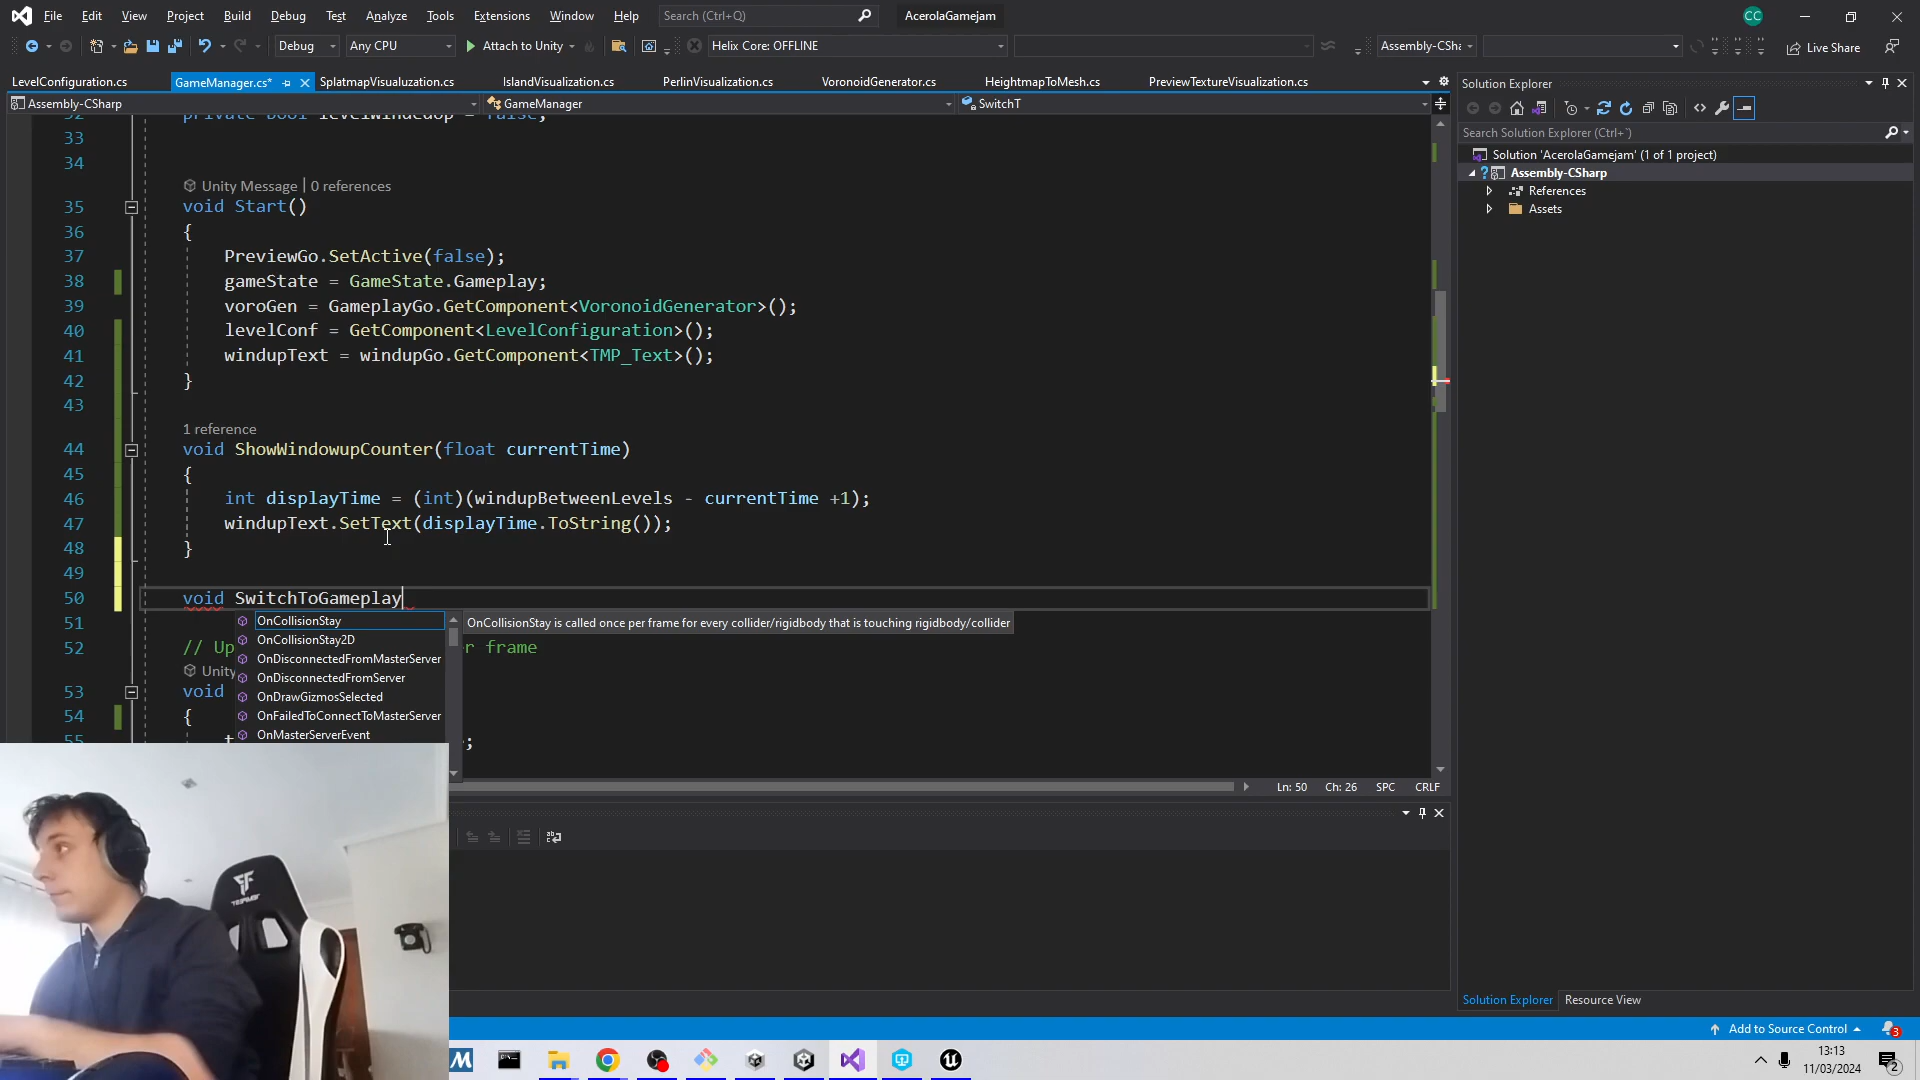 File Edit View Project Build Debug Test Analyze Tools Extensions Window Help Search (Ctrl+Q) AcerolaGamejam CC
Debug Any CPU Attach to Unity Helix Core: OFFLINE Assembly-CSha Live Share
LevelConfiguration.cs GameManager.cs* SplatmapVisualuzation.cs IslandVisualization.cs PerlinVisualization.cs VoronoidGenerator.cs HeightmapToMesh.cs PreviewTextureVisualization.cs
Assembly-CSharp GameManager SwitchT
33
34
Unity Message | 0 references
35 void Start()
36 {
37 PreviewGo.SetActive(false);
38 gameState = GameState.Gameplay;
39 voroGen = GameplayGo.GetComponent<VoronoidGenerator>();
40 levelConf = GetComponent<LevelConfiguration>();
41 windupText = windupGo.GetComponent<TMP_Text>();
42 }
43
1 reference
44 void ShowWindowupCounter(float currentTime)
45 {
46 int displayTime = (int)(windupBetweenLevels - currentTime +1);
47 windupText.SetText(displayTime.ToString());
48 }
49
50 void SwitchToGameplay
51
52 // Up r frame
Unity
53 void
54 {
55 ;
OnCollisionStay
OnCollisionStay2D
OnDisconnectedFromMasterServer
OnDisconnectedFromServer
OnDrawGizmosSelected
OnFailedToConnectToMasterServer
OnMasterServerEvent
OnCollisionStay is called once per frame for every collider/rigidbody that is touching rigidbody/collider
Ln: 50 Ch: 26 SPC CRLF
Solution Explorer
Search Solution Explorer (Ctrl+¨)
Solution 'AcerolaGamejam' (1 of 1 project)
Assembly-CSharp
References
Assets
Solution Explorer Resource View
Add to Source Control 3
13:13
11/03/2024
2